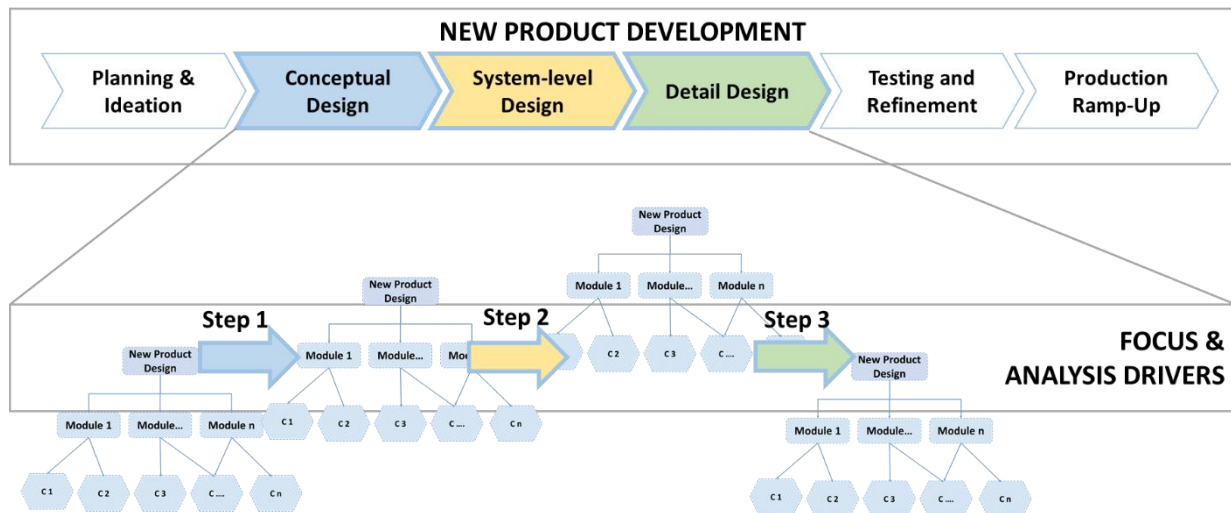 NEW PRODUCT DEVELOPMENT
Planning &
Ideation
Conceptual
Design
System-level
Design
Detail Design
Testing and
Refinement
Production
Ramp-Up
New Product
Design
Module 1
Module...
Module n
C 2
C 3
C ....
New Product
Design
Module 1
Module...
C 1
C 2
C 3
C ....
C n
Step 1
Step 2
Step 3
FOCUS &
ANALYSIS DRIVERS
New Product
Design
Module 1
Module...
Module n
C 1
C 2
C 3
C ....
C n
New Product
Design
Module 1
Module...
Module n
C 1
C 2
C 3
C ....
C n